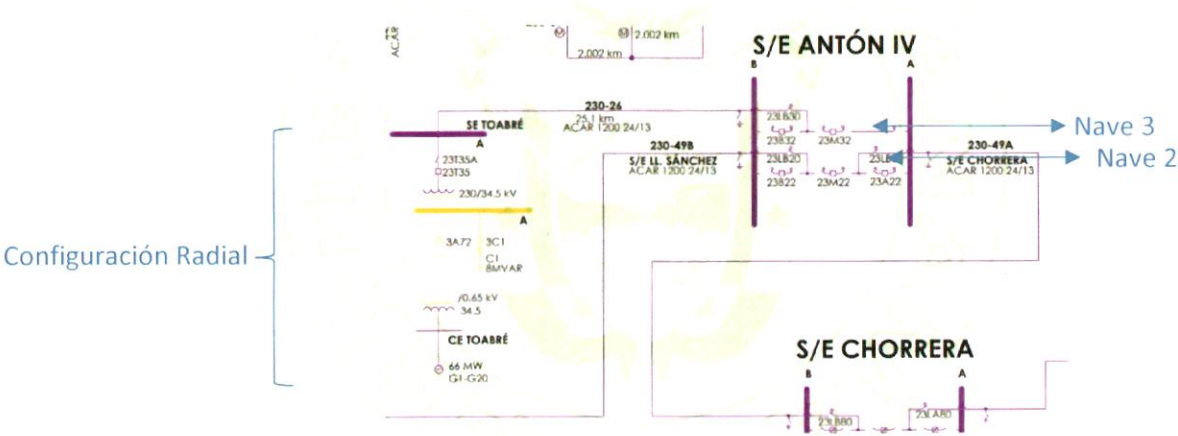 ACAR
2.002 km
2.002 km
S/E ANTÓN IV
B
A
230-26
25.1 km
ACAR 1200 24/13
SE TOABRÉ
A
23LB30
23B32
23M32
Nave 3
23T35A
23T35
230-49B
S/E LL. SÁNCHEZ
ACAR 1200 24/13
23LB20
23B22
23M22
23A22
230-49A
S/E CHORRERA
ACAR 1200 24/13
Nave 2
230/34.5 kV
A
Configuración Radial
3A72
3C1
C1
8MVAR
/0.65 kV
34.5
CE TOABRÉ
66 MW
G1-G20
S/E CHORRERA
B
A
23LB80
23LA80